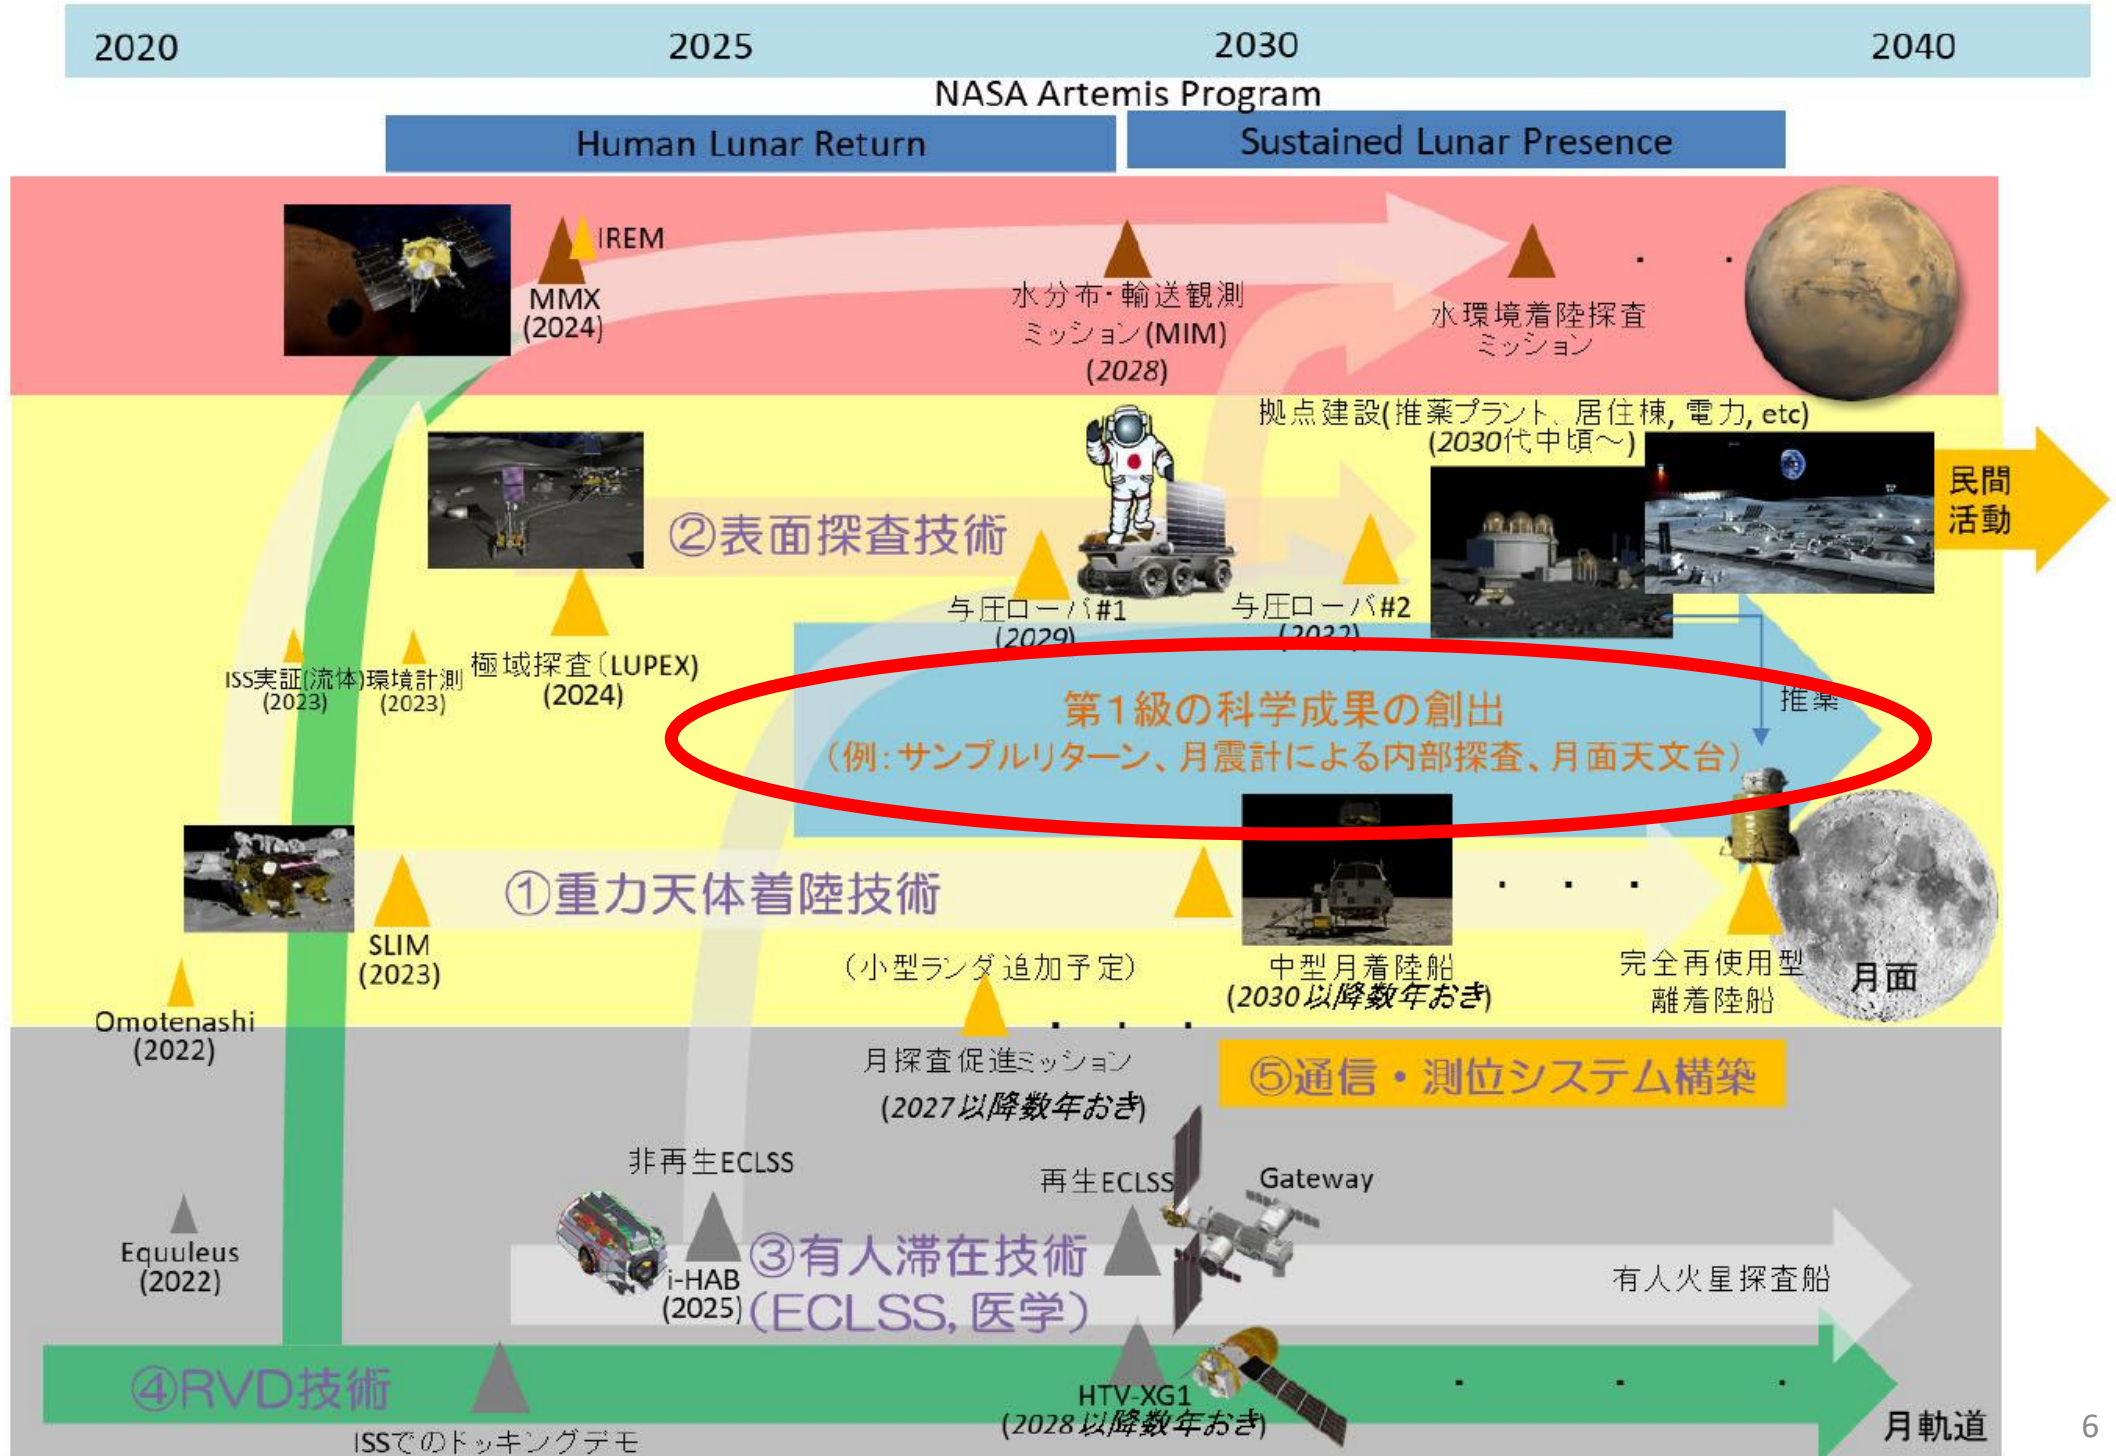 2020 2025 2030 2040
NASA Artemis Program
Human Lunar Return
Sustained Lunar Presence
IREM
MMX
(2024)
水分布・輸送観測
ミッション(MIM)
(2028)
水環境着陸探査
ミッション
拠点建設(推薬プラント、居住棟, 電力, etc)
(2030代中頃～)
民間
活動
②表面探査技術
与圧ローバ#1
(2029)
与圧ローバ#2
(2032)
ISS実証(流体)
(2023)
環境計測
(2023)
極域探査(LUPEX)
(2024)
第1級の科学成果の創出
(例:サンプルリターン、月震計による内部探査、月面天文台)
推薬
①重力天体着陸技術
SLIM
(2023)
(小型ランダ追加予定)
中型月着陸船
(2030以降数年おき)
完全再使用型
離着陸船
月面
Omotenashi
(2022)
月探査促進ミッション
(2027以降数年おき)
⑤通信・測位システム構築
非再生ECLSS
再生ECLSS
Gateway
Equuleus
(2022)
i-HAB
(2025)
③有人滞在技術
(ECLSS, 医学)
有人火星探査船
④RVD技術
HTV-XG1
(2028以降数年おき)
ISSでのドッキングデモ
月軌道
6